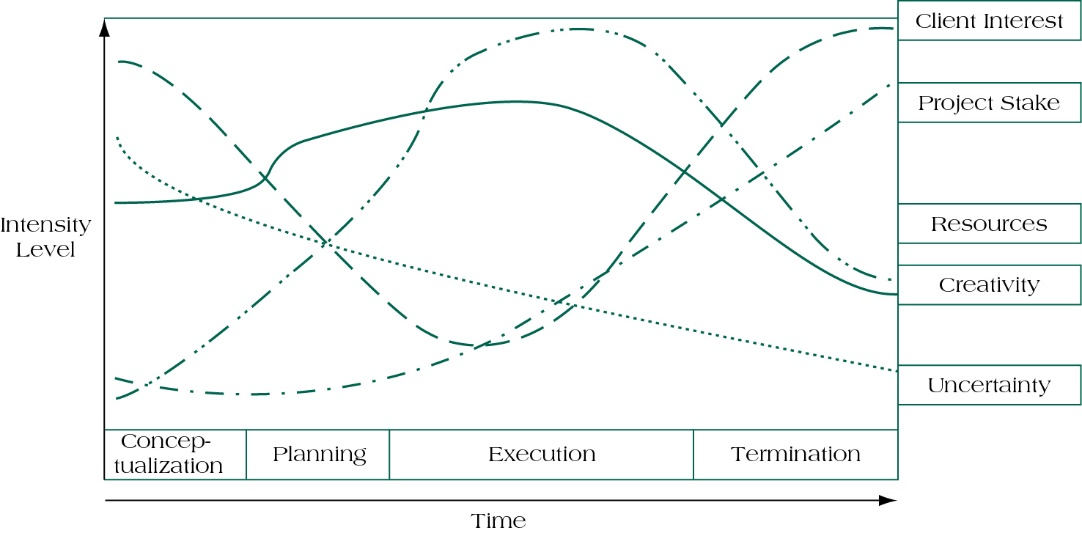 Client Interest
Project Stake
Resources
Intensity
Level
Creativity
Uncertainty
Concep-
tualization
Planning
Execution
Termination
Time